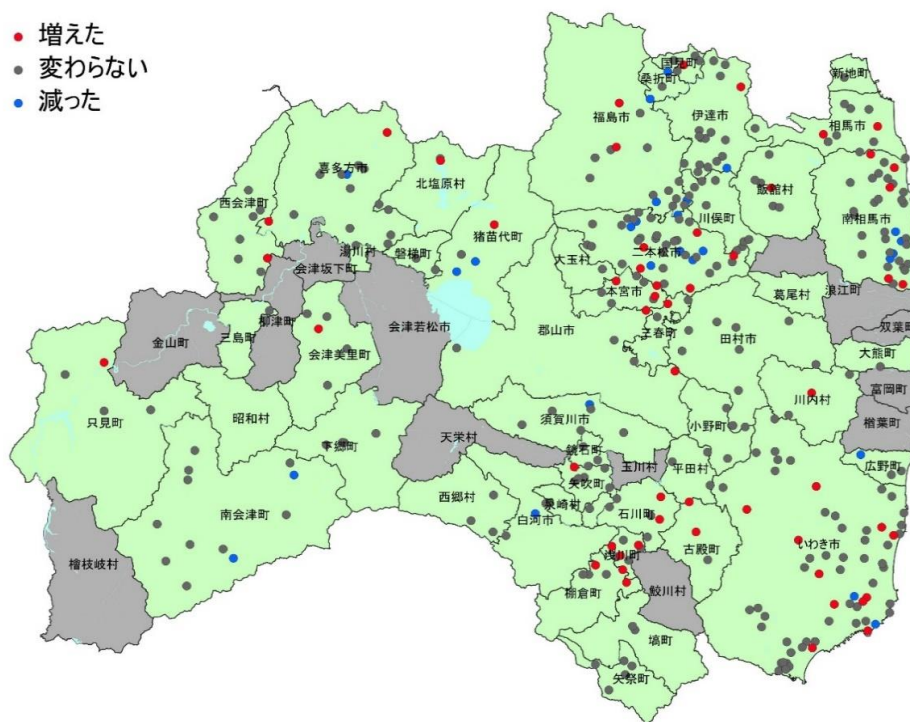 増えた
変わらない
減った
国見町
桑折町
新地町
福島市
伊達市
相馬市
喜多方市
北塩原村
飯舘村
西会津町
川俣町
南相馬市
猪苗代町
湯川村
磐梯町
大玉村
二本松市
会津坂下町
本宮市
葛尾村
浪江町
柳津町
会津若松市
双葉町
金山町
三島町
郡山市
三春町
田村市
会津美里町
大熊町
川内村
富岡町
只見町
昭和村
須賀川市
小野町
楢葉町
天栄村
下郷町
鏡石町
玉川村
平田村
広野町
矢吹町
南会津町
西郷村
泉崎村
白河市
石川町
古殿町
いわき市
浅川町
檜枝岐村
棚倉町
鮫川村
塙町
矢祭町